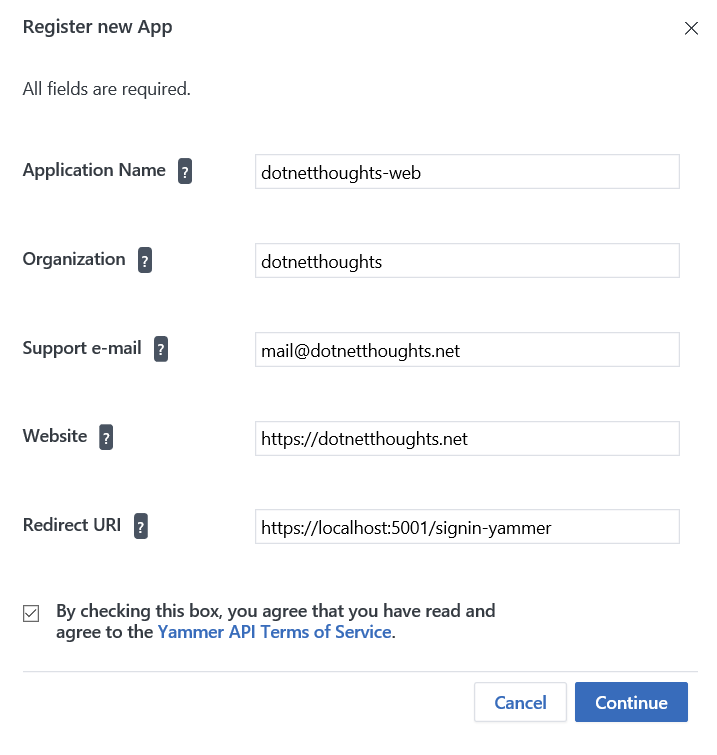 Register new App
All fields are required.
Application Name ?
dotnetthoughts-web
Organization ?
dotnetthoughts
Support e-mail ?
mail@dotnetthoughts.net
Website ?
https://dotnetthoughts.net
Redirect URI ?
https://localhost:5001/signin-yammer
By checking this box, you agree that you have read and
agree to the Yammer API Terms of Service.
Cancel Continue